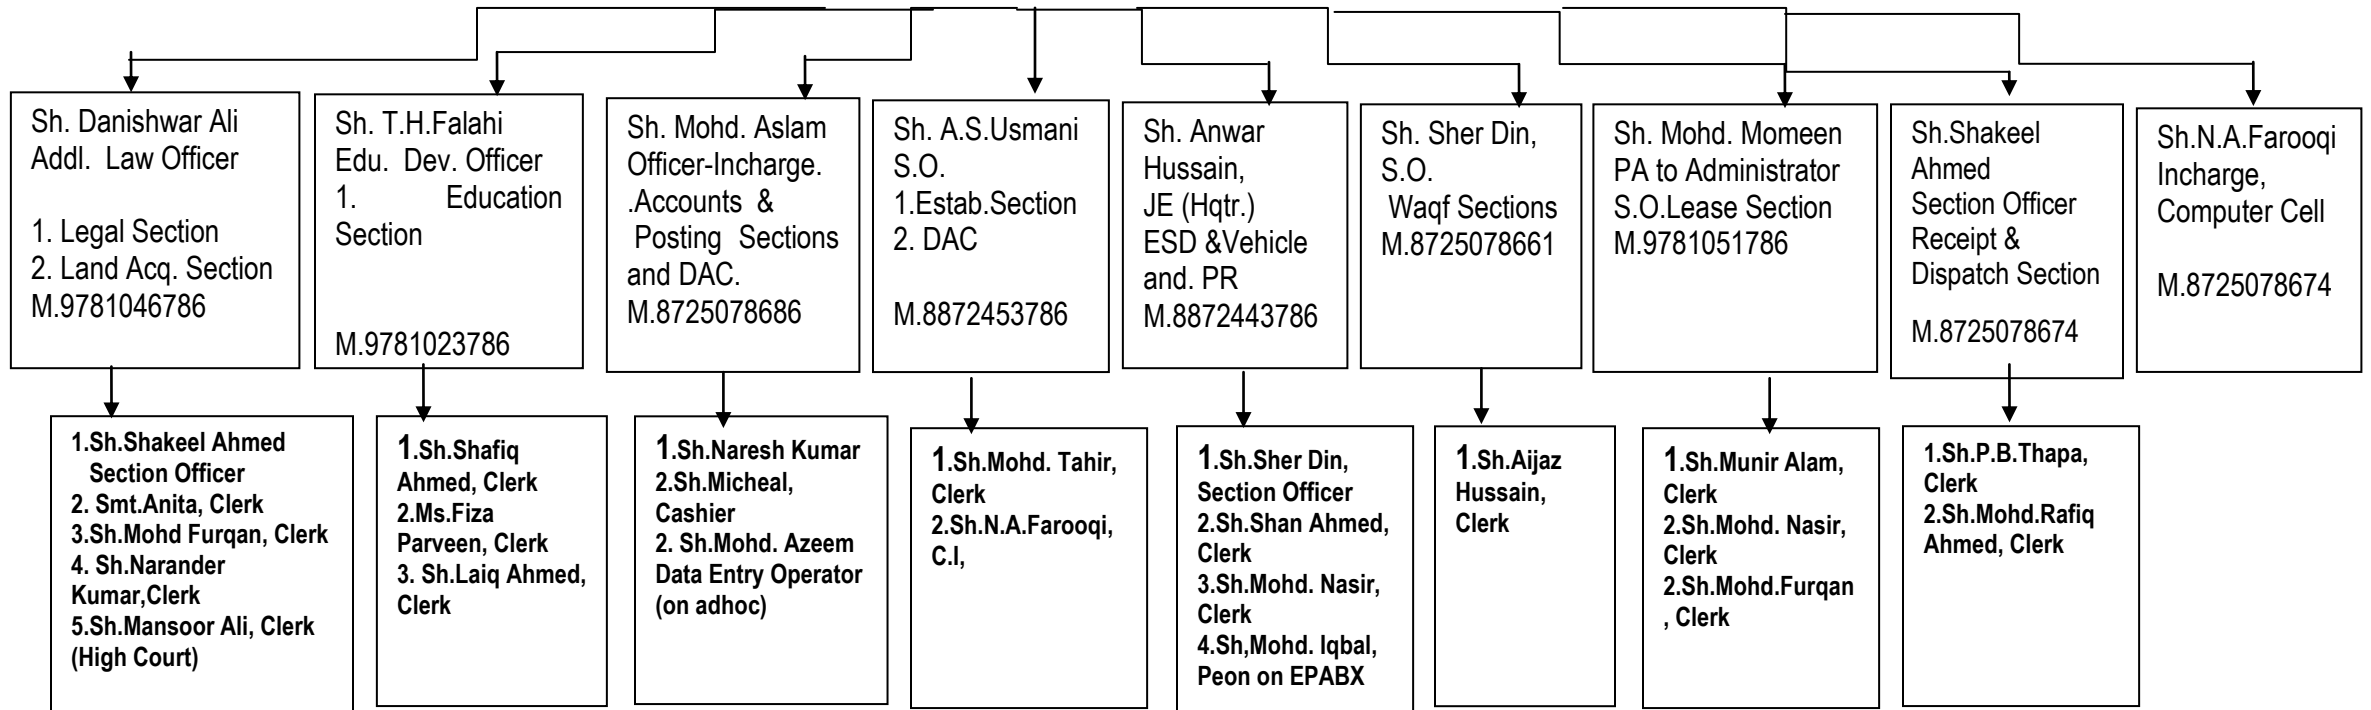 Sh. Danishwar Ali
Addl. Law Officer
1. Legal Section
2. Land Acq. Section
M.9781046786
Sh. T.H.Falahi
Edu. Dev. Officer
1. Education
Section
M.9781023786
Sh. Mohd. Aslam
Officer-Incharge.
.Accounts &
Posting Sections
and DAC.
M.8725078686
Sh. A.S.Usmani
S.O.
1.Estab.Section
2. DAC
M.8872453786
Sh. Anwar
Hussain,
JE (Hqtr.)
ESD &Vehicle
and. PR
M.8872443786
Sh. Sher Din,
S.O.
Waqf Sections
M.8725078661
Sh. Mohd. Momeen
PA to Administrator
S.O.Lease Section
M.9781051786
Sh.Shakeel
Ahmed
Section Officer
Receipt &
Dispatch Section
M.8725078674
Sh.N.A.Farooqi
Incharge,
Computer Cell
M.8725078674
1.Sh.Shakeel Ahmed
Section Officer
2. Smt.Anita, Clerk
3.Sh.Mohd Furqan, Clerk
4. Sh.Narander
Kumar,Clerk
5.Sh.Mansoor Ali, Clerk
(High Court)
1.Sh.Shafiq
Ahmed, Clerk
2.Ms.Fiza
Parveen, Clerk
3. Sh.Laiq Ahmed,
Clerk
1.Sh.Naresh Kumar
2.Sh.Micheal,
Cashier
2. Sh.Mohd. Azeem
Data Entry Operator
(on adhoc)
1.Sh.Mohd. Tahir,
Clerk
2.Sh.N.A.Farooqi,
C.I,
1.Sh.Sher Din,
Section Officer
2.Sh.Shan Ahmed,
Clerk
3.Sh.Mohd. Nasir,
Clerk
4.Sh,Mohd. Iqbal,
Peon on EPABX
1.Sh.Aijaz
Hussain,
Clerk
1.Sh.Munir Alam,
Clerk
2.Sh.Mohd. Nasir,
Clerk
2.Sh.Mohd.Furqan
, Clerk
1.Sh.P.B.Thapa,
Clerk
2.Sh.Mohd.Rafiq
Ahmed, Clerk